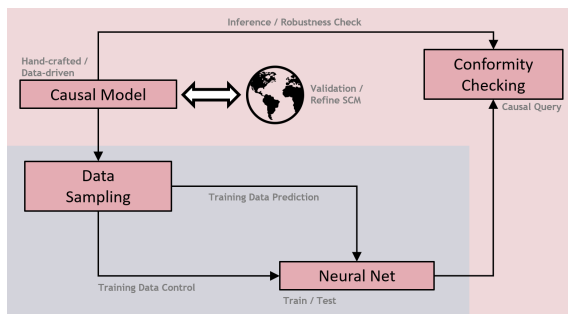 Inference / Robustness Check
Hand-crafted /
Data-driven
Causal Model
Validation /
Refine SCM
Conformity
Checking
Causal Query
Data
Sampling
Training Data Prediction
Training Data Control
Neural Net
Train / Test